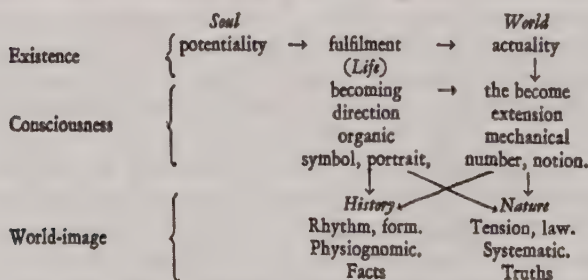 Soul World
Existence potentiality → fulfilment → actuality
(Life) ↓
becoming → the become
Consciousness direction extension
organic mechanical
symbol, portrait, number, notion.
History Nature
Rhythm, form. Tension, law.
World-image Physiognomic. Systematic.
Facts Truths